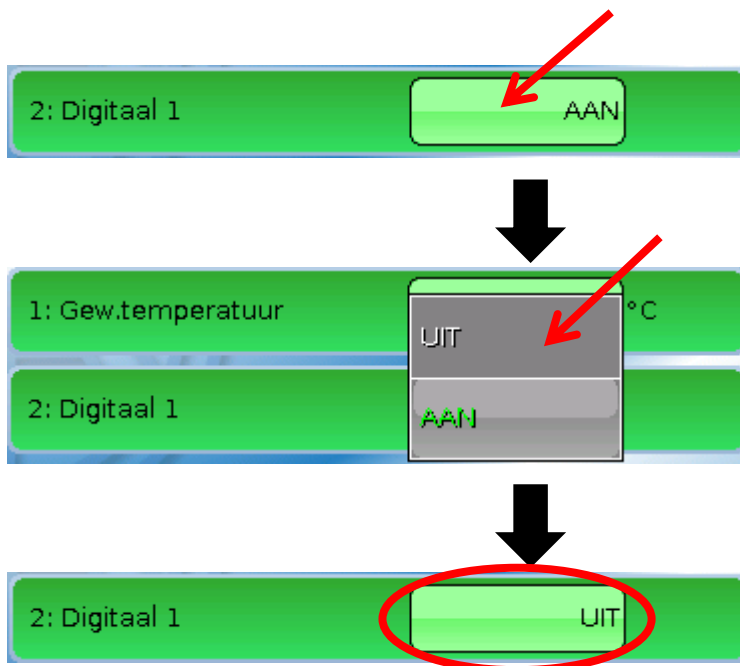 2: Digitaal 1 AAN
1: Gew.temperatuur °C
UIT
2: Digitaal 1 AAN
2: Digitaal 1 UIT